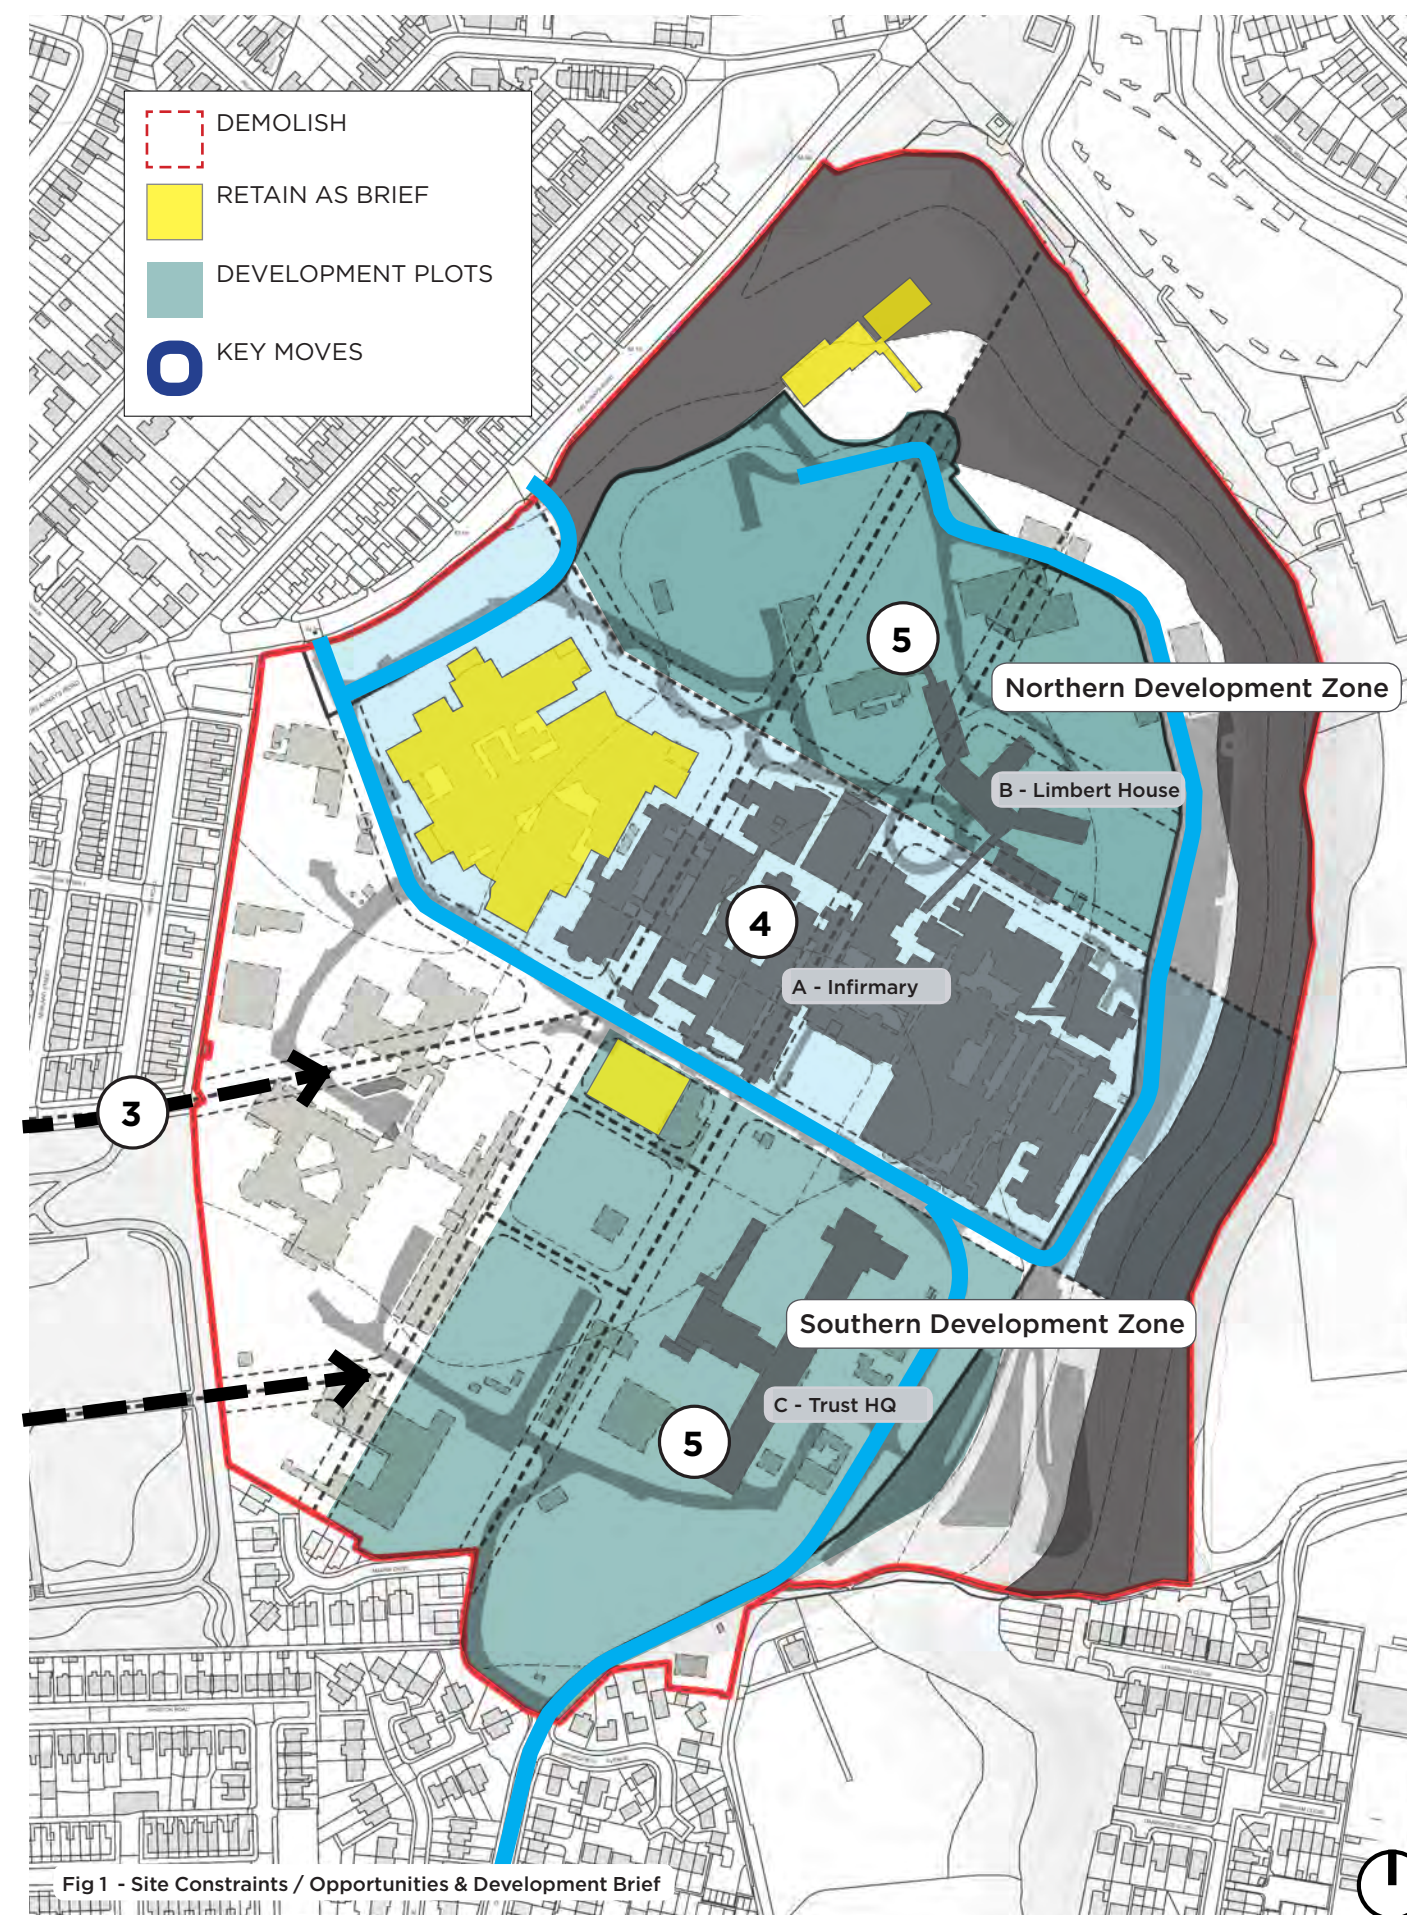 DEMOLISH
RETAIN AS BRIEF
DEVELOPMENT PLOTS
KEY MOVES
5
Northern Development Zone
B - Limbert House
4
A - Infirmary
3
Southern Development Zone
C - Trust HQ
5
Fig 1 - Site Constraints / Opportunities & Development Brief